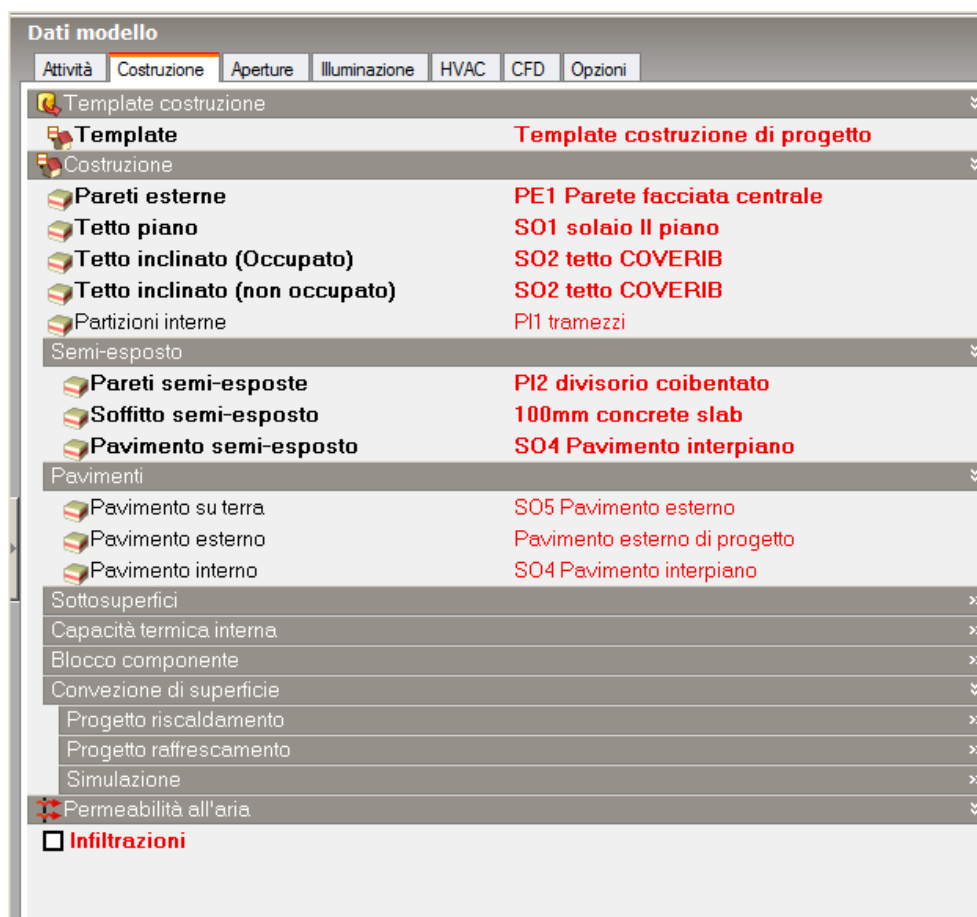 Dati modello
Attività Costruzione Aperture Illuminazione HVAC CFD Opzioni
Template costruzione
Template Template costruzione di progetto
Costruzione
Pareti esterne PE1 Parete facciata centrale
Tetto piano SO1 solaio II piano
Tetto inclinato (Occupato) SO2 tetto COVERIB
Tetto inclinato (non occupato) SO2 tetto COVERIB
Partizioni interne PI1 tramezzi
Semi-esposto
Pareti semi-esposte PI2 divisorio coibentato
Soffitto semi-esposto 100mm concrete slab
Pavimento semi-esposto SO4 Pavimento interpiano
Pavimenti
Pavimento su terra SO5 Pavimento esterno
Pavimento esterno Pavimento esterno di progetto
Pavimento interno SO4 Pavimento interpiano
Sottosuperfici
Capacità termica interna
Blocco componente
Convezione di superficie
Progetto riscaldamento
Progetto raffrescamento
Simulazione
Permeabilità all'aria
Infiltrazioni